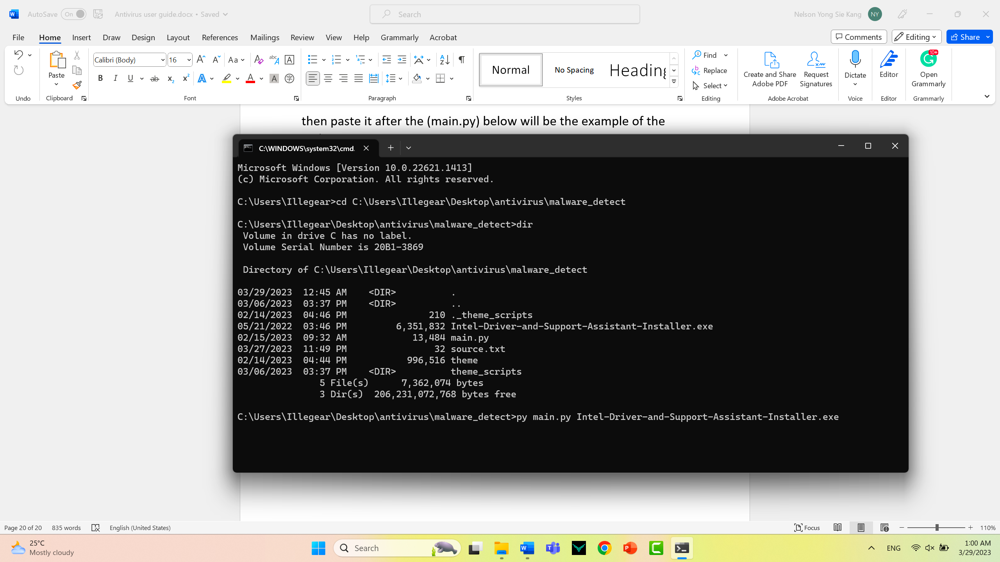 AutoSave On Antivirus user guide.docx • Saved Search Nelson Yong Sie Kang NY
File Home Insert Draw Design Layout References Mailings Review View Help Grammarly Acrobat Comments Editing Share
Paste Calibri (Body) 16 Normal No Spacing Heading Find Replace Select Create and Share Adobe PDF Request Signatures Dictate Editor Open Grammarly 10+
Undo Clipboard Font Paragraph Styles Editing Adobe Acrobat Voice Editor Grammarly
then paste it after the (main.py) below will be the example of the
C:\WINDOWS\system32\cmd.
Microsoft Windows [Version 10.0.22621.1413]
(c) Microsoft Corporation. All rights reserved.
C:\Users\Illegear>cd C:\Users\Illegear\Desktop\antivirus\malware_detect
C:\Users\Illegear\Desktop\antivirus\malware_detect>dir
Volume in drive C has no label.
Volume Serial Number is 20B1-3869
Directory of C:\Users\Illegear\Desktop\antivirus\malware_detect
03/29/2023 12:45 AM <DIR> .
03/06/2023 03:37 PM <DIR> ..
02/14/2023 04:46 PM 210 ._theme_scripts
05/21/2022 03:46 PM 6,351,832 Intel-Driver-and-Support-Assistant-Installer.exe
02/15/2023 09:32 AM 13,484 main.py
03/27/2023 11:49 PM 32 source.txt
02/14/2023 04:44 PM 996,516 theme
03/06/2023 03:37 PM <DIR> theme_scripts
5 File(s) 7,362,074 bytes
3 Dir(s) 206,231,072,768 bytes free
C:\Users\Illegear\Desktop\antivirus\malware_detect>py main.py Intel-Driver-and-Support-Assistant-Installer.exe
Page 20 of 20 835 words English (United States) Focus 110%
25°C
Mostly cloudy
Search
ENG
1:00 AM
3/29/2023